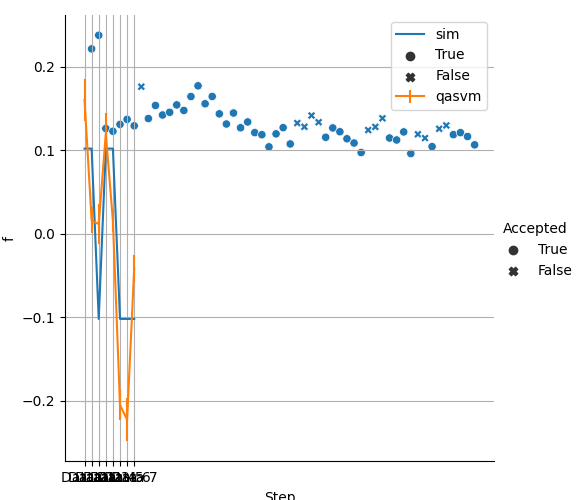 sim
True
False
qasvm
0.2
0.1
0.0
−0.1
−0.2
f
Accepted
True
False
Step